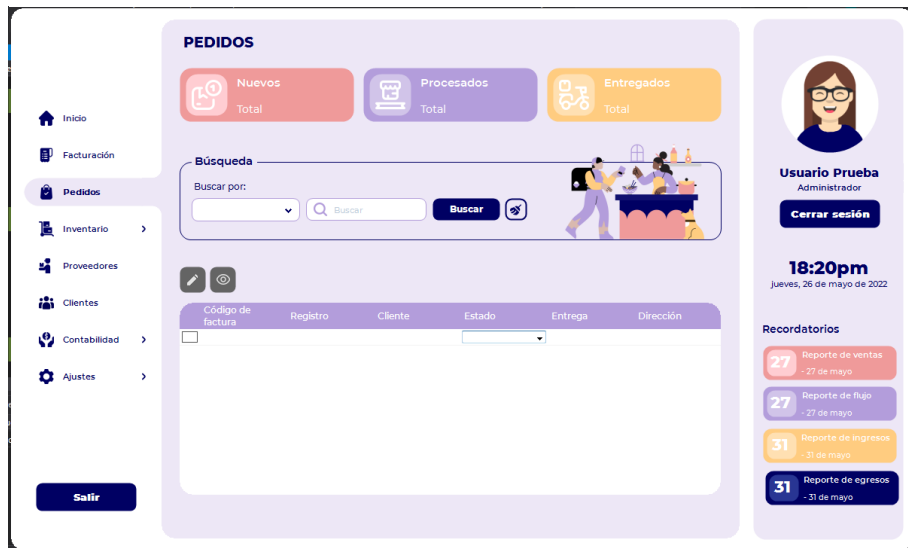 Inicio
Facturación
Pedidos
Inventario
Proveedores
Clientes
Contabilidad
Ajustes
Salir
PEDIDOS
Nuevos
Total
Procesados
Total
Entregados
Total
Búsqueda
Buscar por:
Buscar
Buscar
Código de
factura
Registro
Cliente
Estado
Entrega
Dirección
Usuario Prueba
Administrador
Cerrar sesión
18:20pm
jueves, 26 de mayo de 2022
Recordatorios
27
Reporte de ventas
- 27 de mayo
27
Reporte de flujo
- 27 de mayo
31
Reporte de ingresos
- 31 de mayo
31
Reporte de egresos
- 31 de mayo